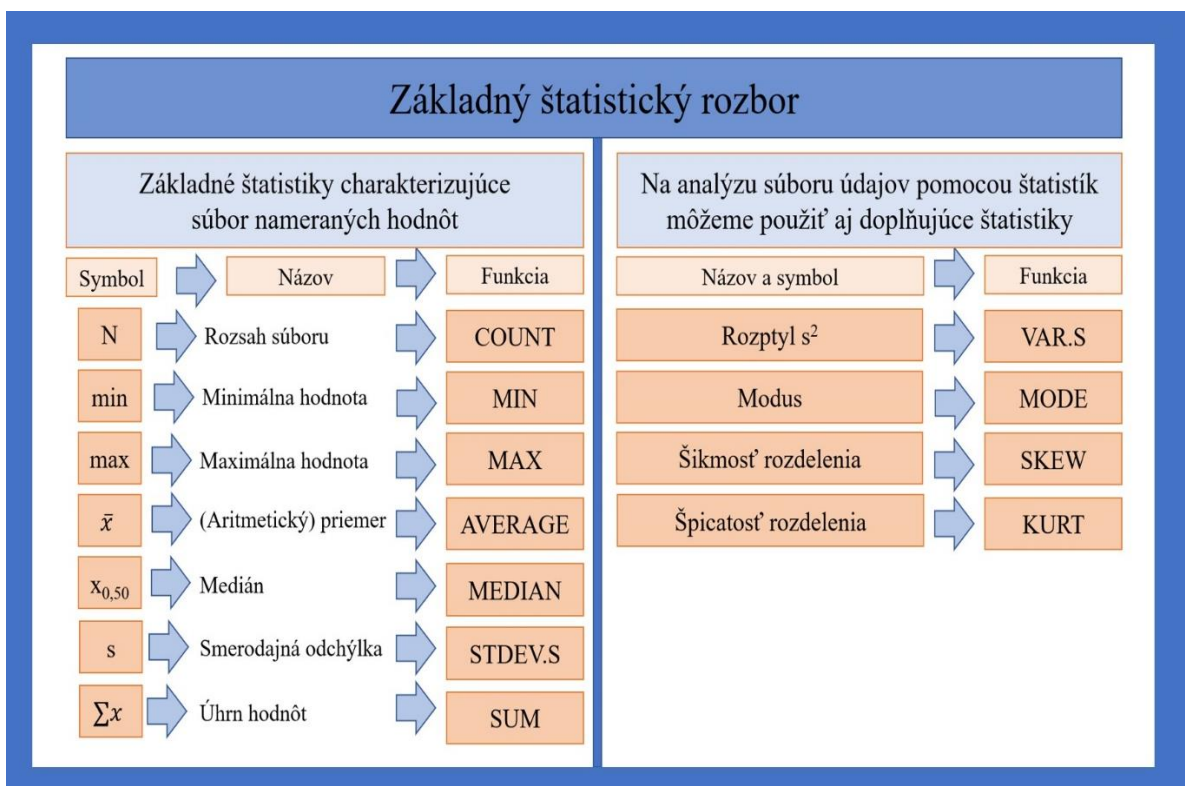 Základný štatistický rozbor
Základné štatistiky charakterizujúce
súbor nameraných hodnôt
Symbol Názov Funkcia
N Rozsah súboru COUNT
min Minimálna hodnota MIN
max Maximálna hodnota MAX
x̄ (Aritmetický) priemer AVERAGE
x₀,₅₀ Medián MEDIAN
s Smerodajná odchýlka STDEV.S
∑x Úhrn hodnôt SUM
Na analýzu súboru údajov pomocou štatistík
môžeme použiť aj doplňujúce štatistiky
Názov a symbol Funkcia
Rozptyl s² VAR.S
Modus MODE
Šikmosť rozdelenia SKEW
Špicatosť rozdelenia KURT